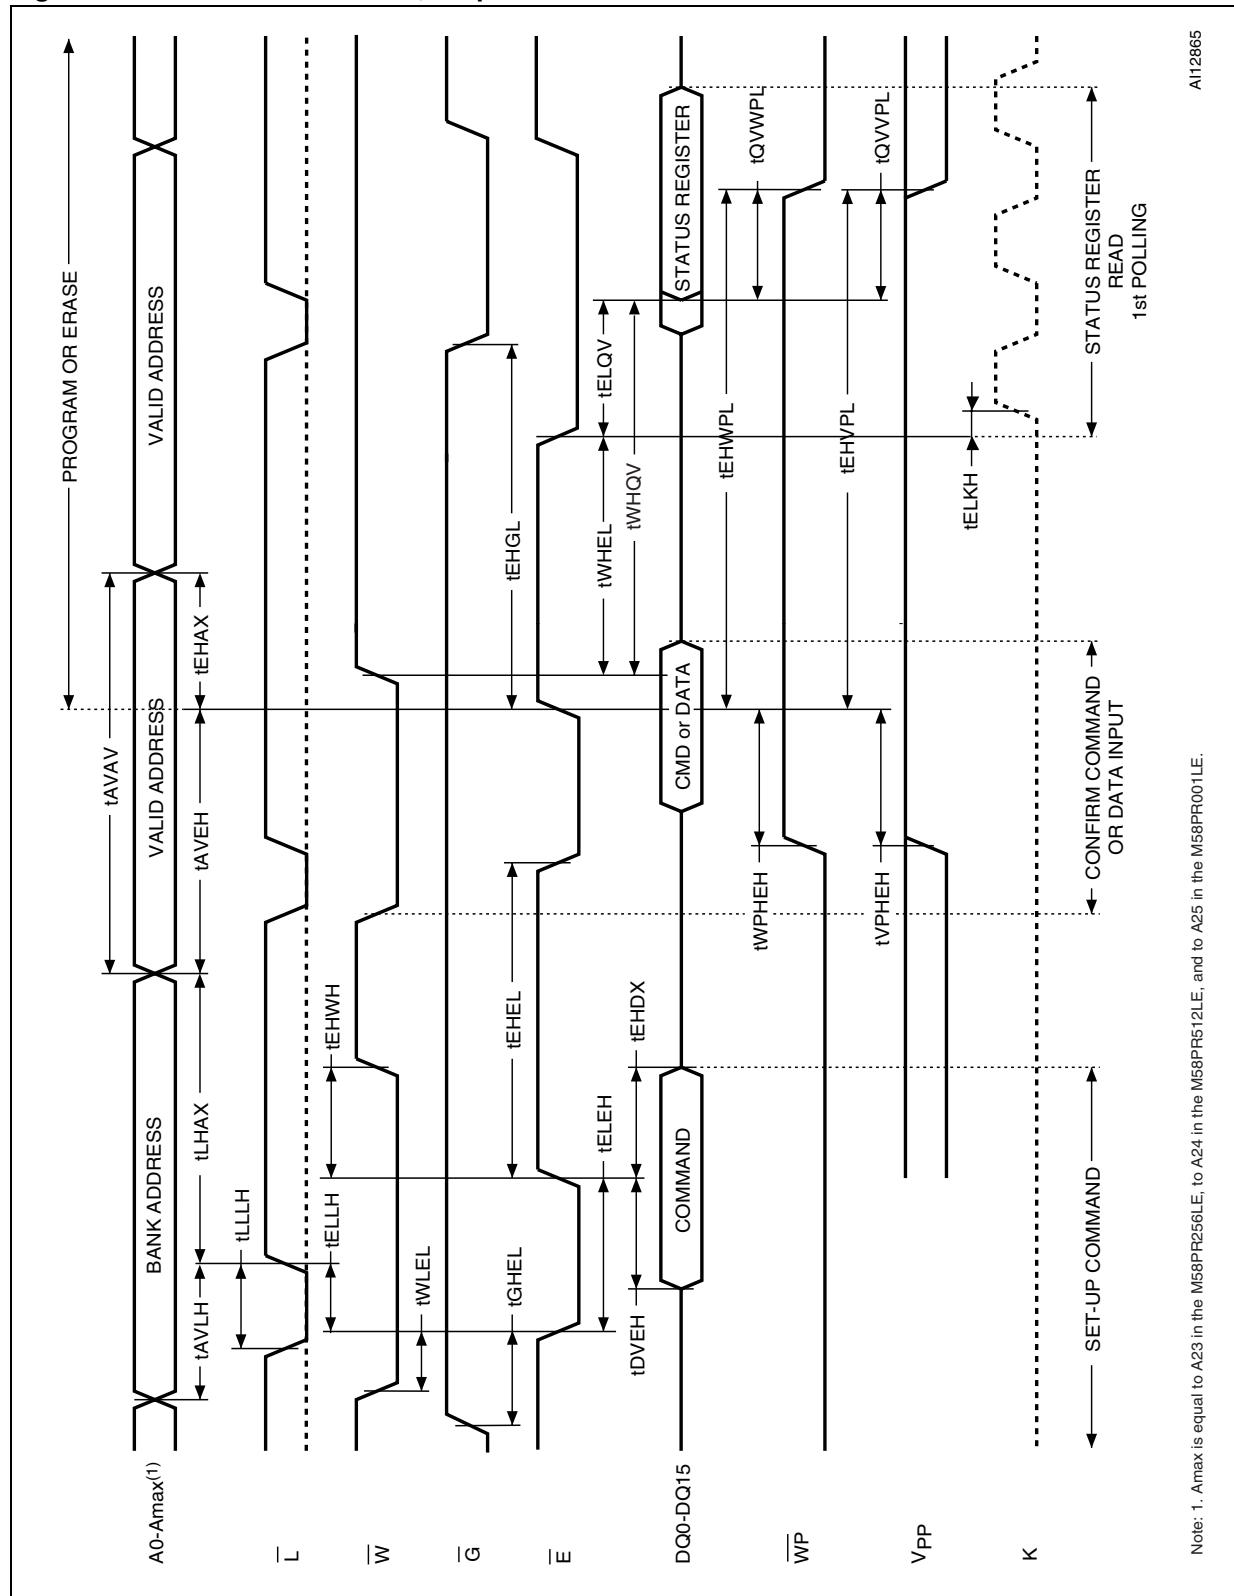 PROGRAM OR ERASE
A0-Amax(1)
BANK ADDRESS
VALID ADDRESS
VALID ADDRESS
tAVAV
tAVLH
tLHAX
tAVEH
tEHAX
L
tLLLH
tELLH
tEHWH
W
tWLEL
G
tGHEL
tEHEL
tEHGL
E
tELEH
tWHEL
tELQV
tDVEH
tEHDX
tWHQV
DQ0-DQ15
COMMAND
CMD or DATA
STATUS REGISTER
tEHWPL
WP
tWPHEH
tQVWPL
tEHVPL
VPP
tVPHEH
tQVVPL
tELKH
K
SET-UP COMMAND
CONFIRM COMMAND
OR DATA INPUT
STATUS REGISTER
READ
1st POLLING
Note: 1. Amax is equal to A23 in the M58PR256LE, to A24 in the M58PR512LE, and to A25 in the M58PR001LE.
AI12865